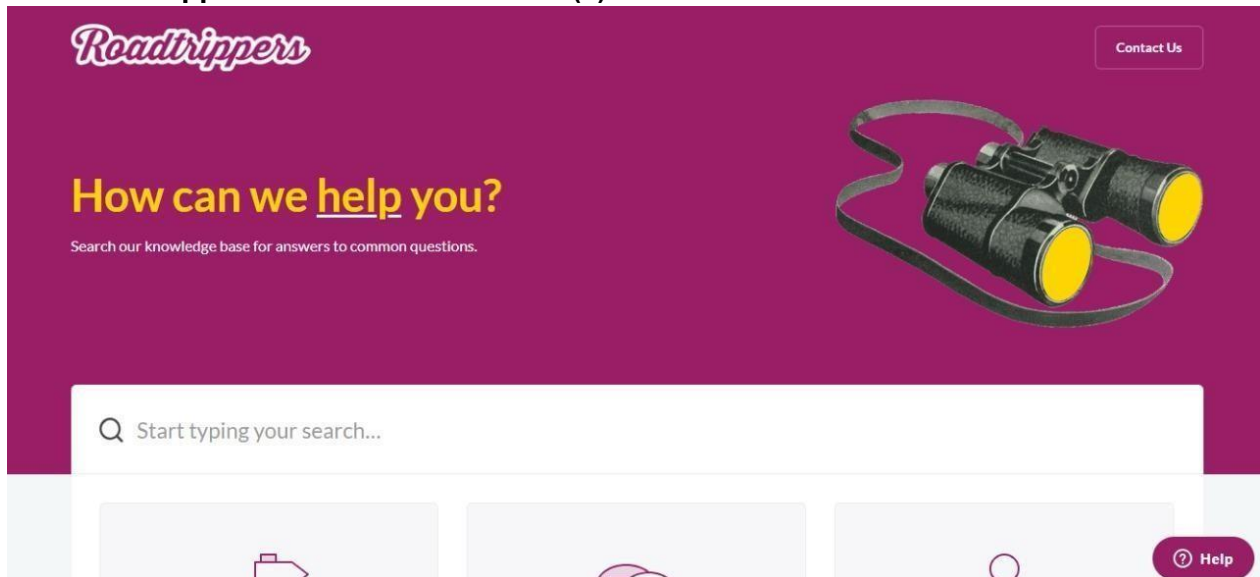 Roadtrippers
Contact Us
How can we help you?
Search our knowledge base for answers to common questions.
Start typing your search...
Help